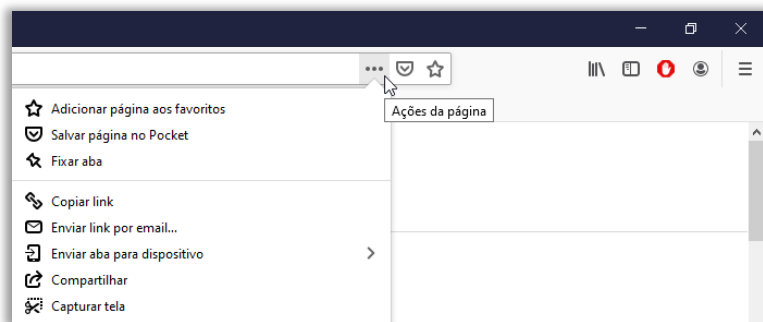 Ações da página
Adicionar página aos favoritos
Salvar página no Pocket
Fixar aba
Copiar link
Enviar link por email...
Enviar aba para dispositivo
Compartilhar
Capturar tela